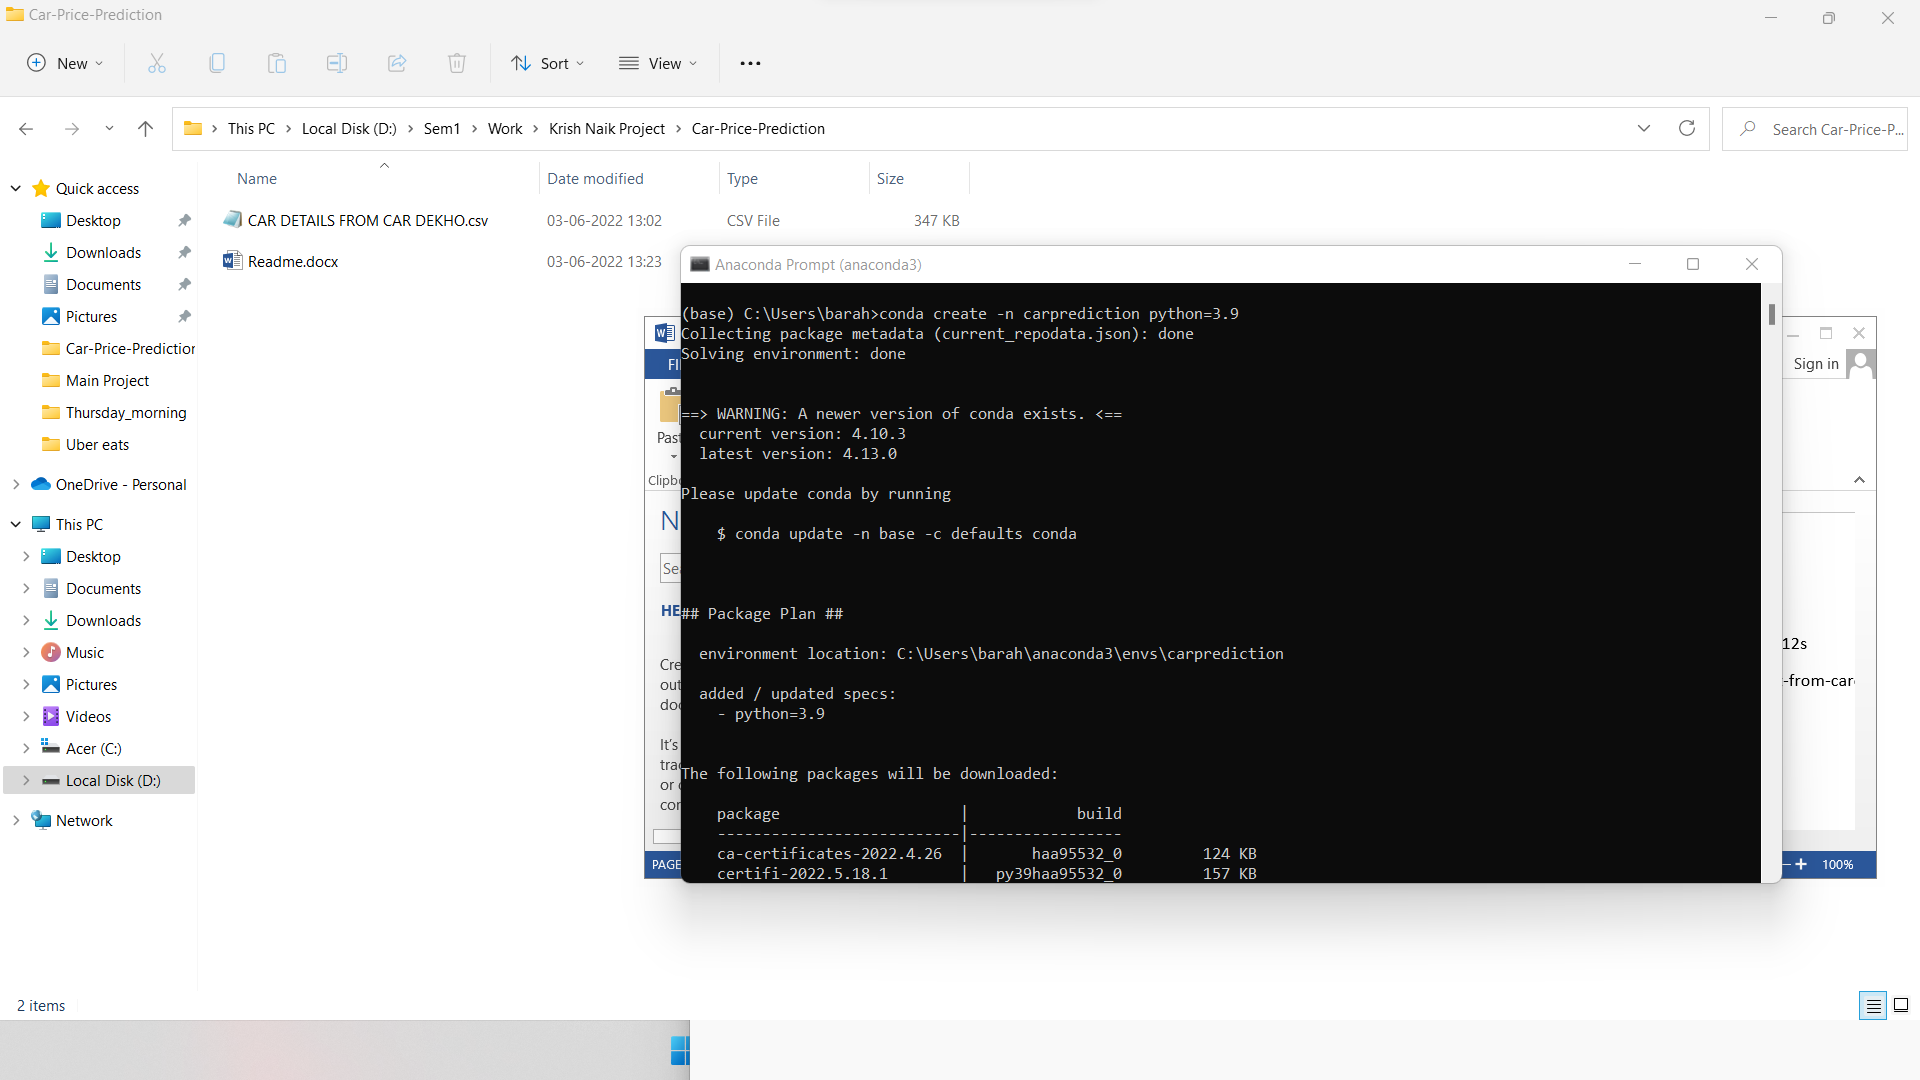 Car-Price-Prediction
New
Sort
View
This PC
Local Disk (D:)
Sem1
Work
Krish Naik Project
Car-Price-Prediction
Search Car-Price-P...
Name
Date modified
Type
Size
CAR DETAILS FROM CAR DEKHO.csv
03-06-2022 13:02
CSV File
347 KB
Readme.docx
03-06-2022 13:23
Quick access
Desktop
Downloads
Documents
Pictures
Car-Price-Prediction
Main Project
Thursday_morning
Uber eats
OneDrive - Personal
This PC
Desktop
Documents
Downloads
Music
Pictures
Videos
Acer (C:)
Local Disk (D:)
Network
2 items
Anaconda Prompt (anaconda3)
(base) C:\Users\barah>conda create -n carprediction python=3.9
Collecting package metadata (current_repodata.json): done
Solving environment: done
==> WARNING: A newer version of conda exists. <==
current version: 4.10.3
latest version: 4.13.0
Please update conda by running
$ conda update -n base -c defaults conda
## Package Plan ##
environment location: C:\Users\barah\anaconda3\envs\carprediction
added / updated specs:
- python=3.9
The following packages will be downloaded:
package | build
---------------------------|-----------------
ca-certificates-2022.4.26 | haa95532_0 124 KB
certifi-2022.5.18.1 | py39haa95532_0 157 KB
FI
Past
Clipb
N
Sea
HE
Cre
out
doc
It's
trac
or c
cor
PAGE
Sign in
12s
-from-car
100%